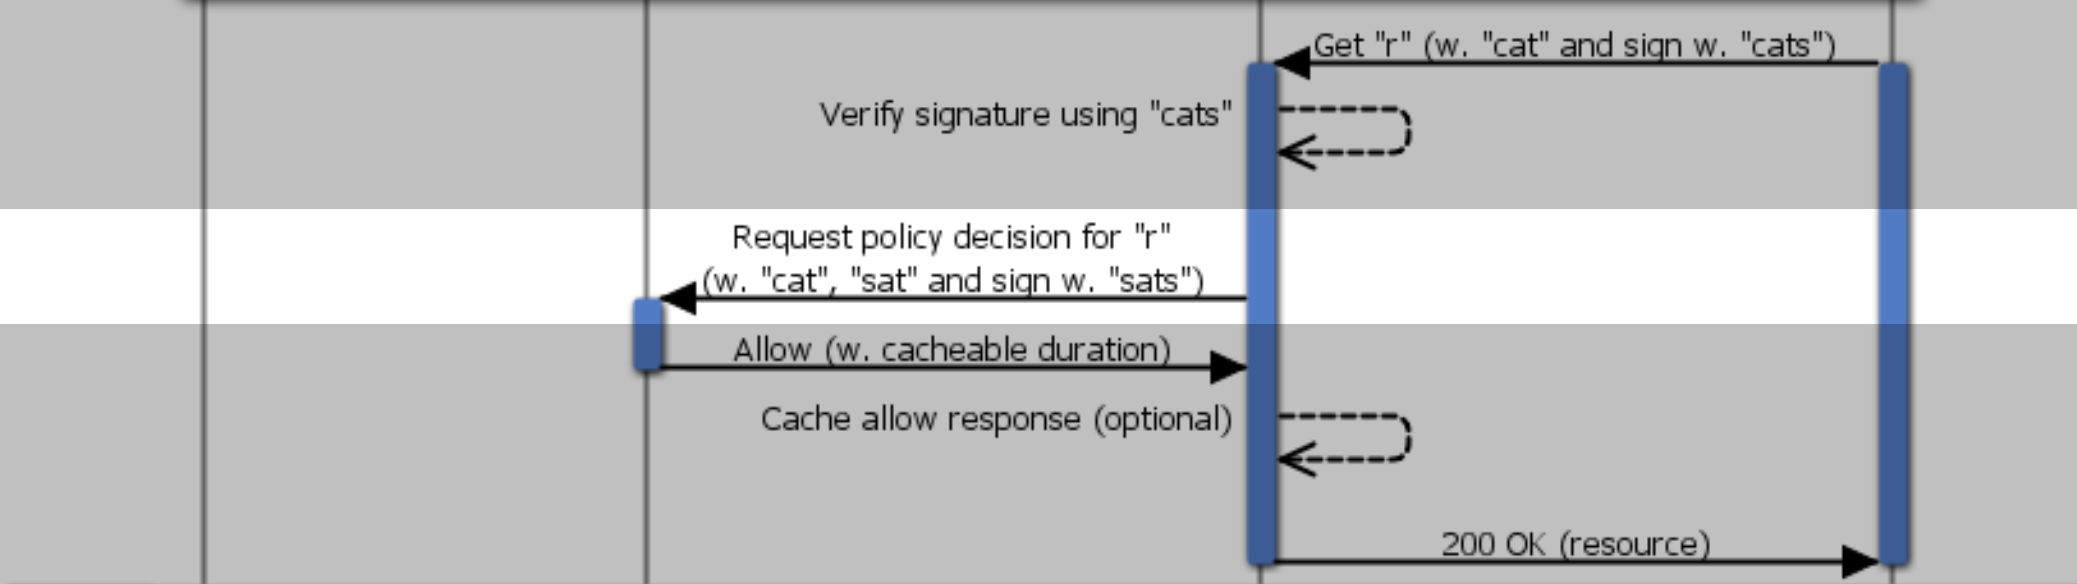 Get "r" (w. "cat" and sign w. "cats")
Verify signature using "cats"
Request policy decision for "r"
(w. "cat", "sat" and sign w. "sats")
Allow (w. cacheable duration)
Cache allow response (optional)
200 OK (resource)